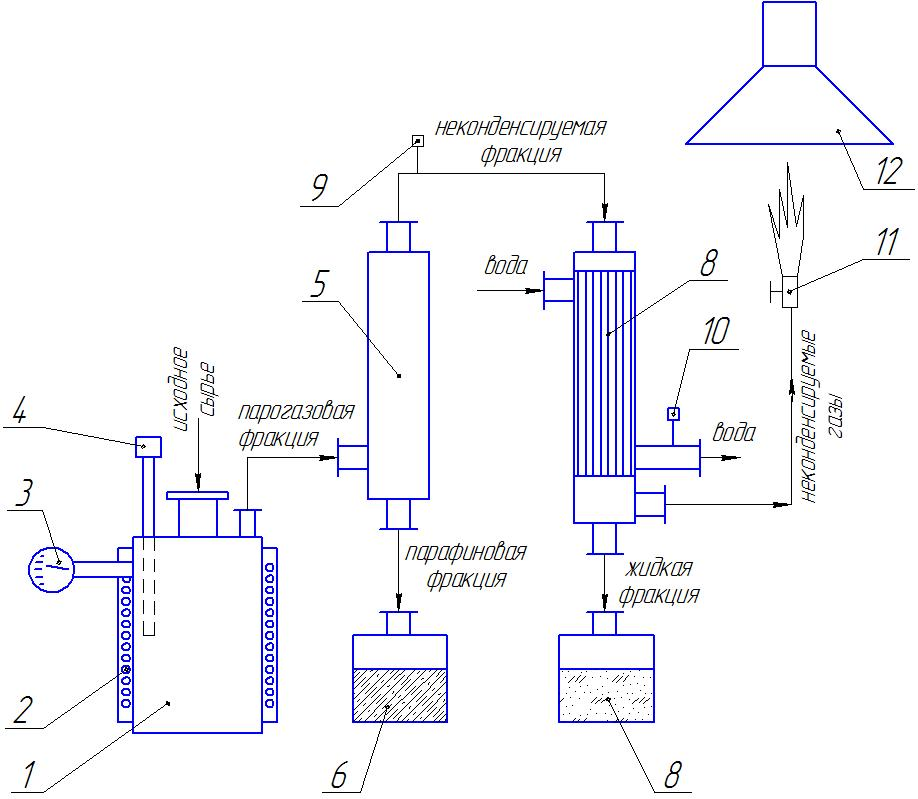 неконденсируемая
фракция
12
9
11
вода
8
5
10
исходное
сырье
4
парогазовая
фракция
вода
неконденсируемые
газы
3
парафиновая
фракция
жидкая
фракция
2
1
6
8